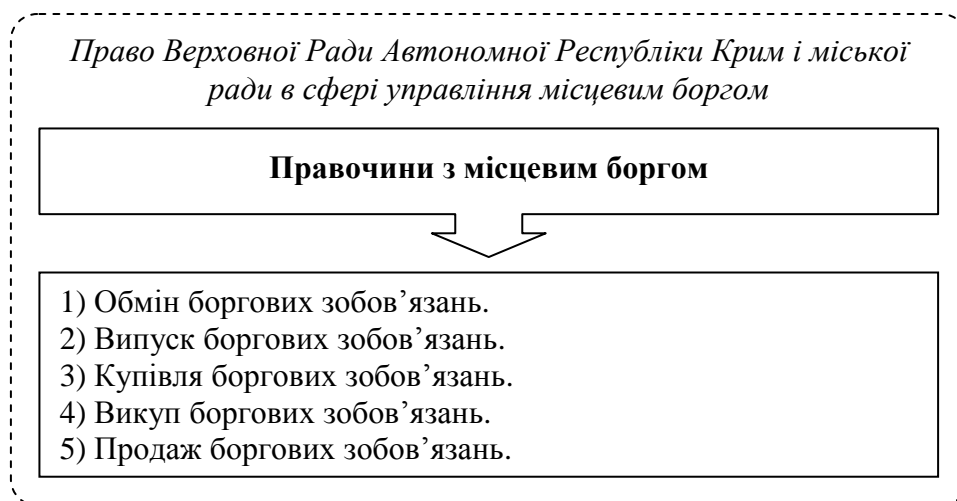 Право Верховної Ради Автономної Республіки Крим і міської
ради в сфері управління місцевим боргом
Правочини з місцевим боргом
1) Обмін боргових зобов’язань.
2) Випуск боргових зобов’язань.
3) Купівля боргових зобов’язань.
4) Викуп боргових зобов’язань.
5) Продаж боргових зобов’язань.